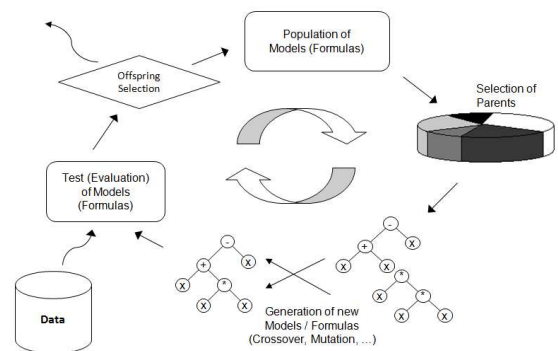 Population of
Models (Formulas)
Offspring
Selection
Selection of
Parents
Test (Evaluation)
of Models
(Formulas)
-
+
X
X
*
X
X
-
+
X
X
*
X
*
X
X
Data
Generation of new
Models / Formulas
(Crossover, Mutation, ...)